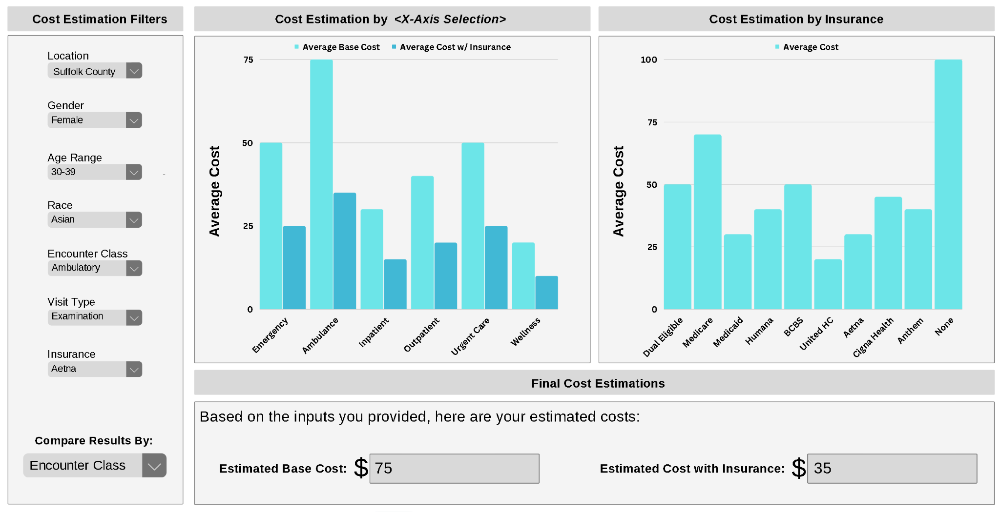 Cost Estimation Filters
Location
Suffolk County
Gender
Female
Age Range
30-39
-
Race
Asian
Encounter Class
Ambulatory
Visit Type
Examination
Insurance
Aetna
Compare Results By:
Encounter Class
Cost Estimation by <X-Axis Selection>
Average Base Cost Average Cost w/ Insurance
Average Cost
75
50
25
0
Emergency
Ambulance
Inpatient
Outpatient
Urgent Care
Wellness
Cost Estimation by Insurance
Average Cost
Average Cost
100
75
50
25
0
Dual Eligible
Medicare
Medicaid
Humana
BCBS
United HC
Aetna
Cigna Health
Anthem
None
Final Cost Estimations
Based on the inputs you provided, here are your estimated costs:
Estimated Base Cost: $ 75
Estimated Cost with Insurance: $ 35